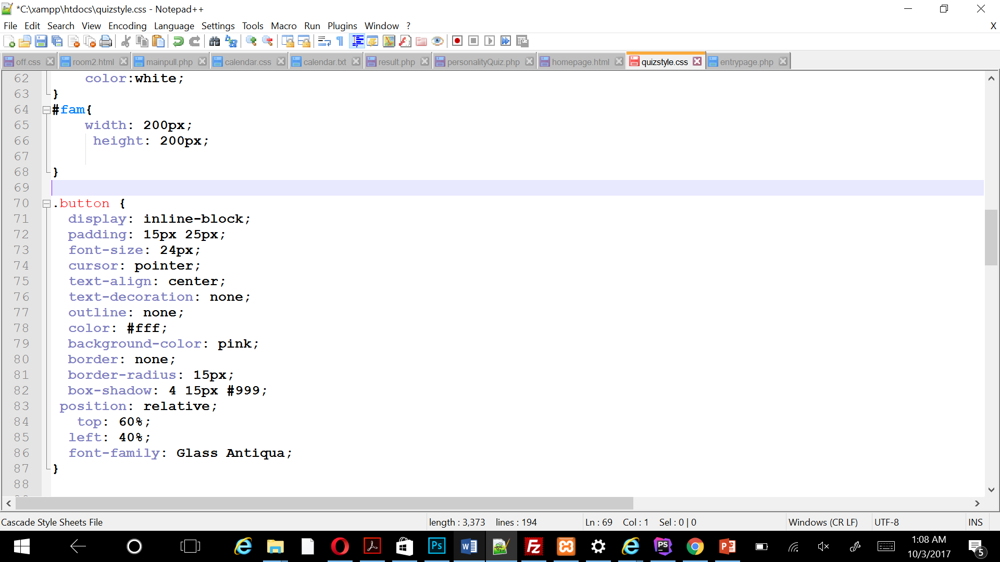 *C:\xampp\htdocs\quizstyle.css - Notepad++
File Edit Search View Encoding Language Settings Tools Macro Run Plugins Window ? X
off.css room2.html mainpull.php calendar.css calendar.txt result.php personalityQuiz.php homepage.html quizstyle.css entrypage.php
62 color:white;
63 }
64 #fam{
65 width: 200px;
66 height: 200px;
67
68 }
69
70 .button {
71 display: inline-block;
72 padding: 15px 25px;
73 font-size: 24px;
74 cursor: pointer;
75 text-align: center;
76 text-decoration: none;
77 outline: none;
78 color: #fff;
79 background-color: pink;
80 border: none;
81 border-radius: 15px;
82 box-shadow: 4 15px #999;
83 position: relative;
84 top: 60%;
85 left: 40%;
86 font-family: Glass Antiqua;
87 }
88
Cascade Style Sheets File length : 3,373 lines : 194 Ln : 69 Col : 1 Sel : 0 | 0 Windows (CR LF) UTF-8 INS
Ps W Fz PS P 1:08 AM
10/3/2017 5